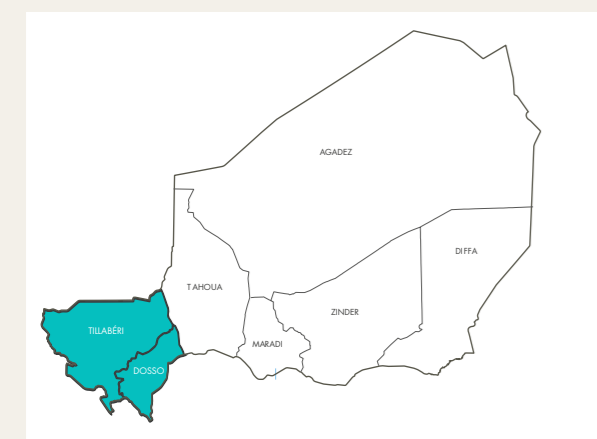 AGADEZ
DIFFA
TAHOUA
ZINDER
TILLABÉRI
MARADI
DOSSO